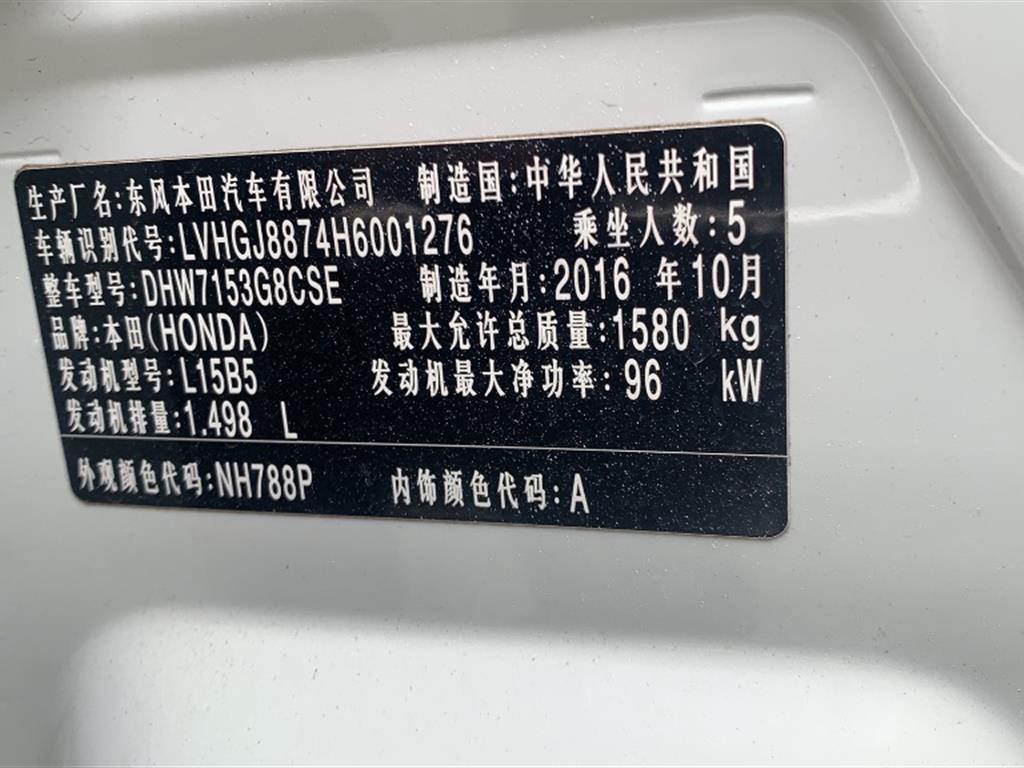 生产厂名:东风本田汽车有限公司 制造国:中华人民共和国
车辆识别代号:LVHGJ8874H6001276 乘坐人数:5
整车型号:DHW7153G8CSE 制造年月:2016 年10月
品牌:本田(HONDA) 最大允许总质量:1580 kg
发动机型号:L15B5 发动机最大净功率:96 kW
发动机排量:1.498 L
外观颜色代码:NH788P 内饰颜色代码:A